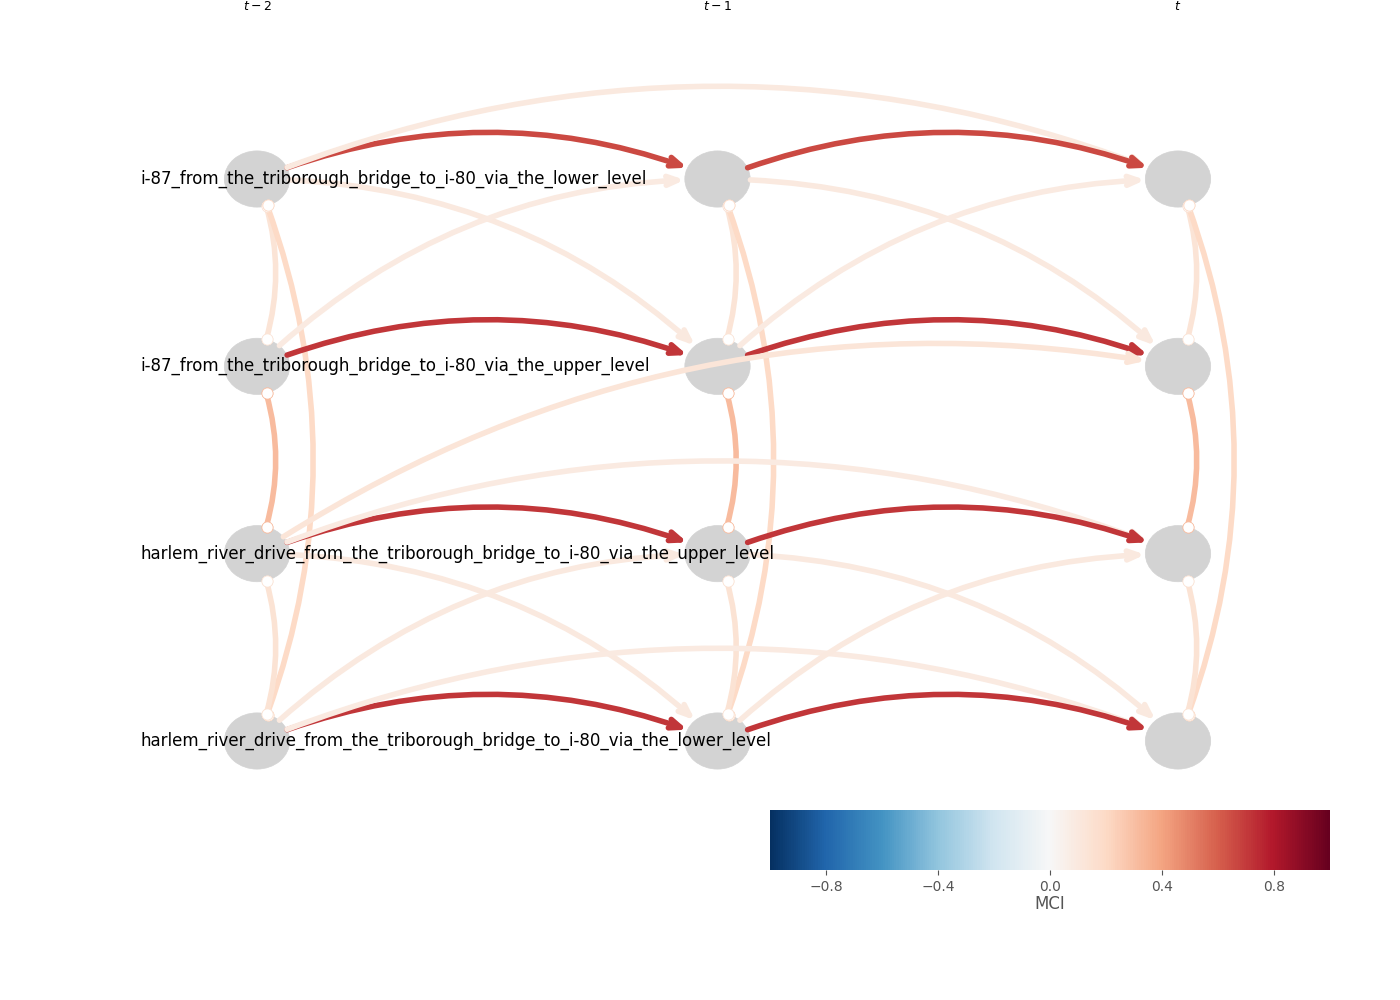 t − 2 t − 1 t
i-87_from_the_triborough_bridge_to_i-80_via_the_lower_level
i-87_from_the_triborough_bridge_to_i-80_via_the_upper_level
harlem_river_drive_from_the_triborough_bridge_to_i-80_via_the_upper_level
harlem_river_drive_from_the_triborough_bridge_to_i-80_via_the_lower_level
−0.8 −0.4 0.0 0.4 0.8
MCI